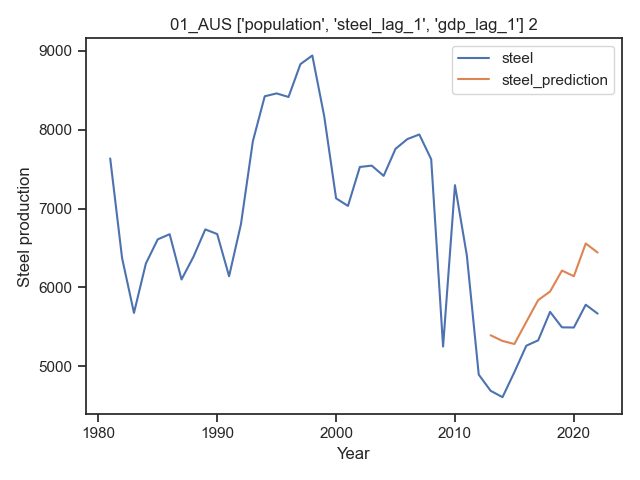 01_AUS ['population', 'steel_lag_1', 'gdp_lag_1'] 2
steel
steel_prediction
Steel production
9000
8000
7000
6000
5000
1980
1990
2000
2010
2020
Year